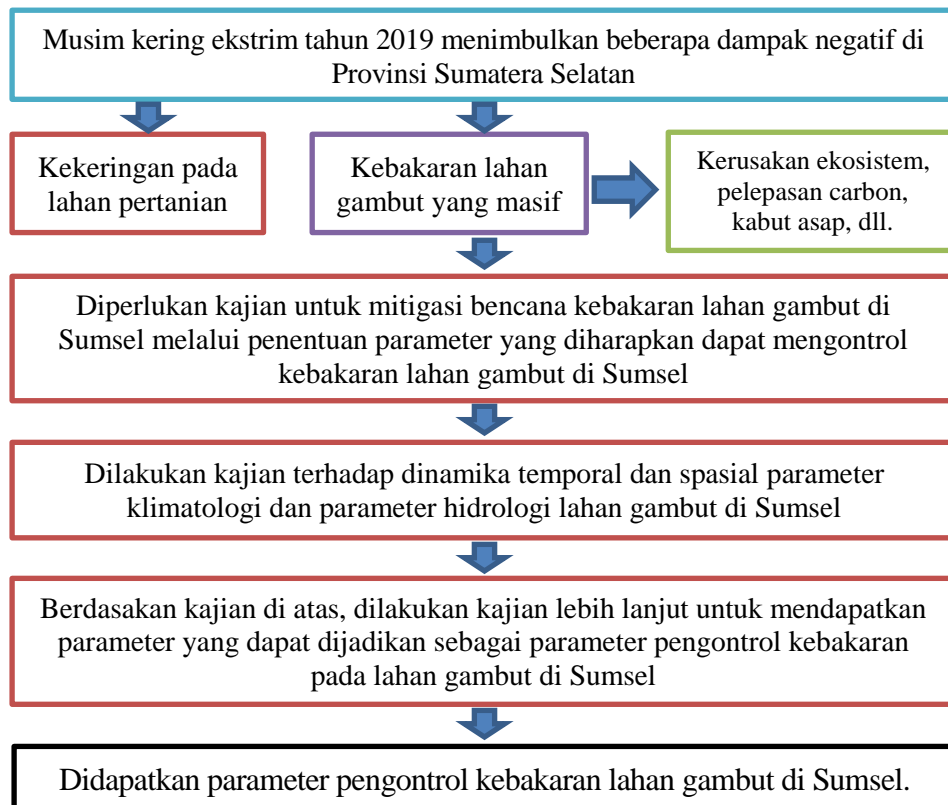 Musim kering ekstrim tahun 2019 menimbulkan beberapa dampak negatif di
Provinsi Sumatera Selatan
Kekeringan pada
lahan pertanian
Kebakaran lahan
gambut yang masif
Kerusakan ekosistem,
pelepasan carbon,
kabut asap, dll.
Diperlukan kajian untuk mitigasi bencana kebakaran lahan gambut di
Sumsel melalui penentuan parameter yang diharapkan dapat mengontrol
kebakaran lahan gambut di Sumsel
Dilakukan kajian terhadap dinamika temporal dan spasial parameter
klimatologi dan parameter hidrologi lahan gambut di Sumsel
Berdasakan kajian di atas, dilakukan kajian lebih lanjut untuk mendapatkan
parameter yang dapat dijadikan sebagai parameter pengontrol kebakaran
pada lahan gambut di Sumsel
Didapatkan parameter pengontrol kebakaran lahan gambut di Sumsel.